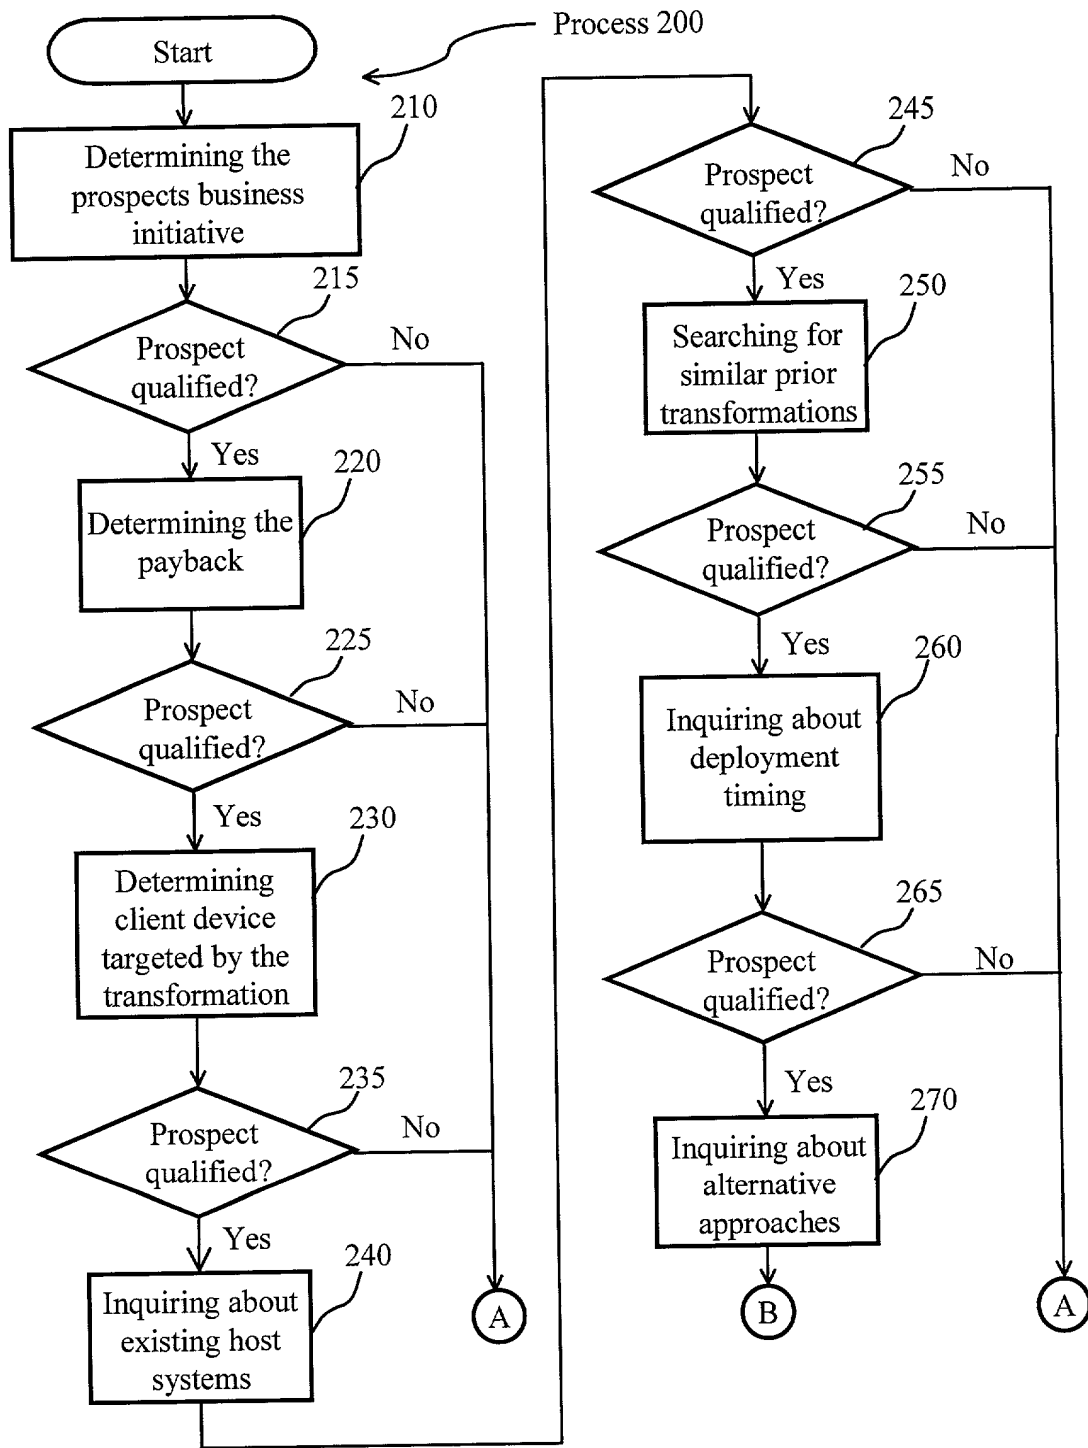 Process 200
Start
210
Determining the
prospects business
initiative
215
Prospect
qualified?
No
Yes
220
Determining the
payback
225
Prospect
qualified?
No
Yes
230
Determining
client device
targeted by the
transformation
235
Prospect
qualified?
No
Yes
240
Inquiring about
existing host
systems
A
245
Prospect
qualified?
No
Yes
250
Searching for
similar prior
transformations
255
Prospect
qualified?
No
Yes
260
Inquiring about
deployment
timing
265
Prospect
qualified?
No
Yes
270
Inquiring about
alternative
approaches
B
A